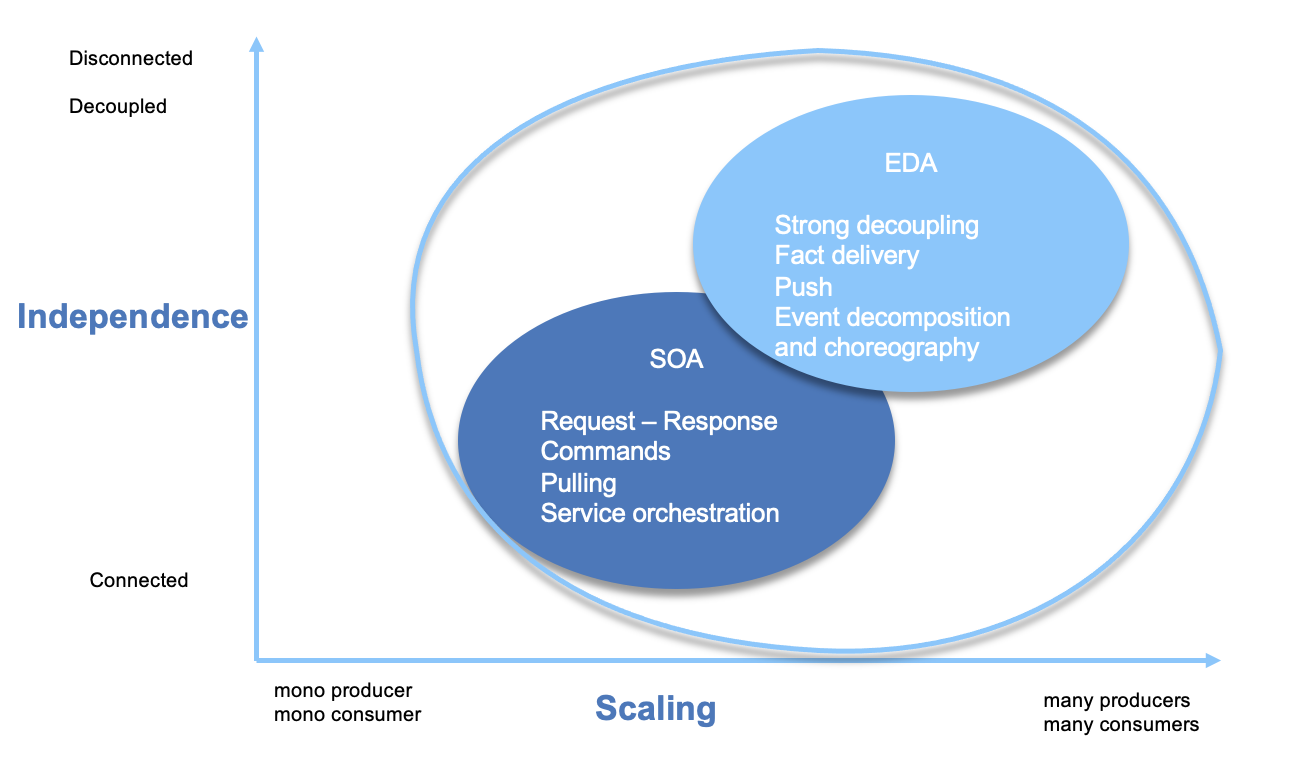 Disconnected
Decoupled
EDA
Strong decoupling
Fact delivery
Push
Event decomposition
and choreography
Independence
SOA
Request – Response
Commands
Pulling
Service orchestration
Connected
mono producer
mono consumer
Scaling
many producers
many consumers